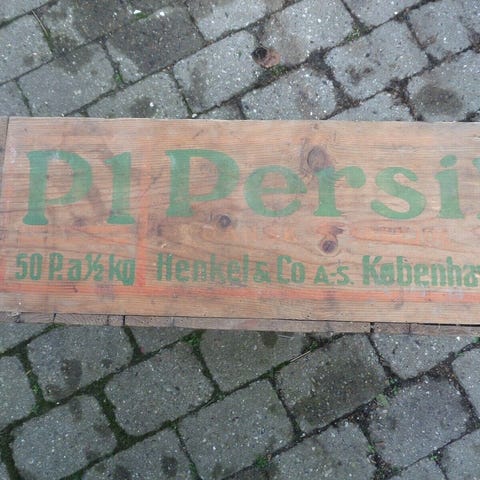 P1 Persil
50 P. a ½ kg Henkel & Co A-S. Københa